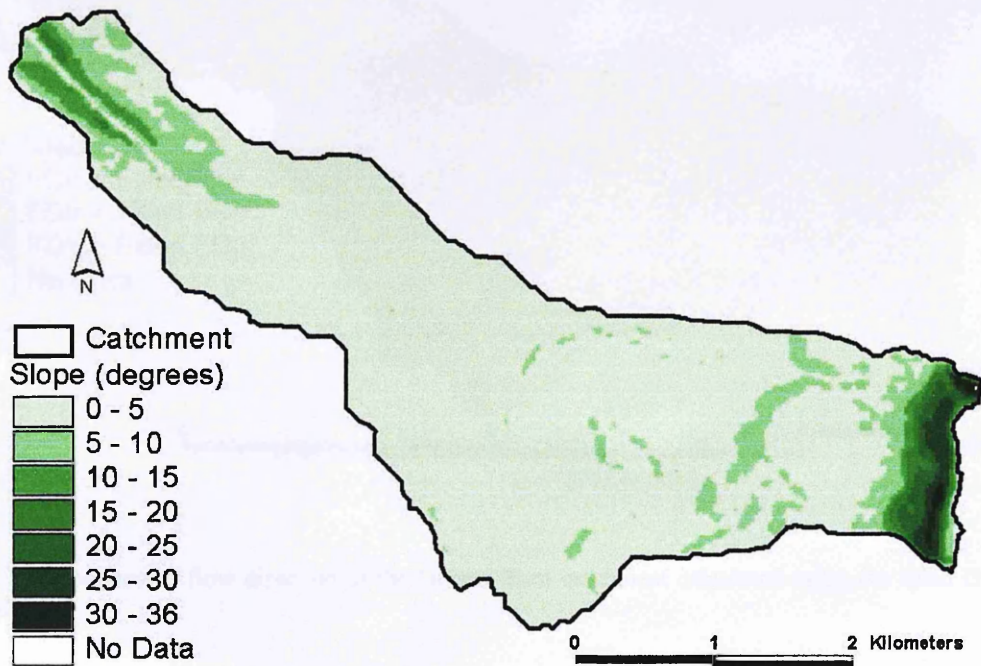 N
Catchment
Slope (degrees)
0 - 5
5 - 10
10 - 15
15 - 20
20 - 25
25 - 30
30 - 36
No Data
0 1 2 Kilometers